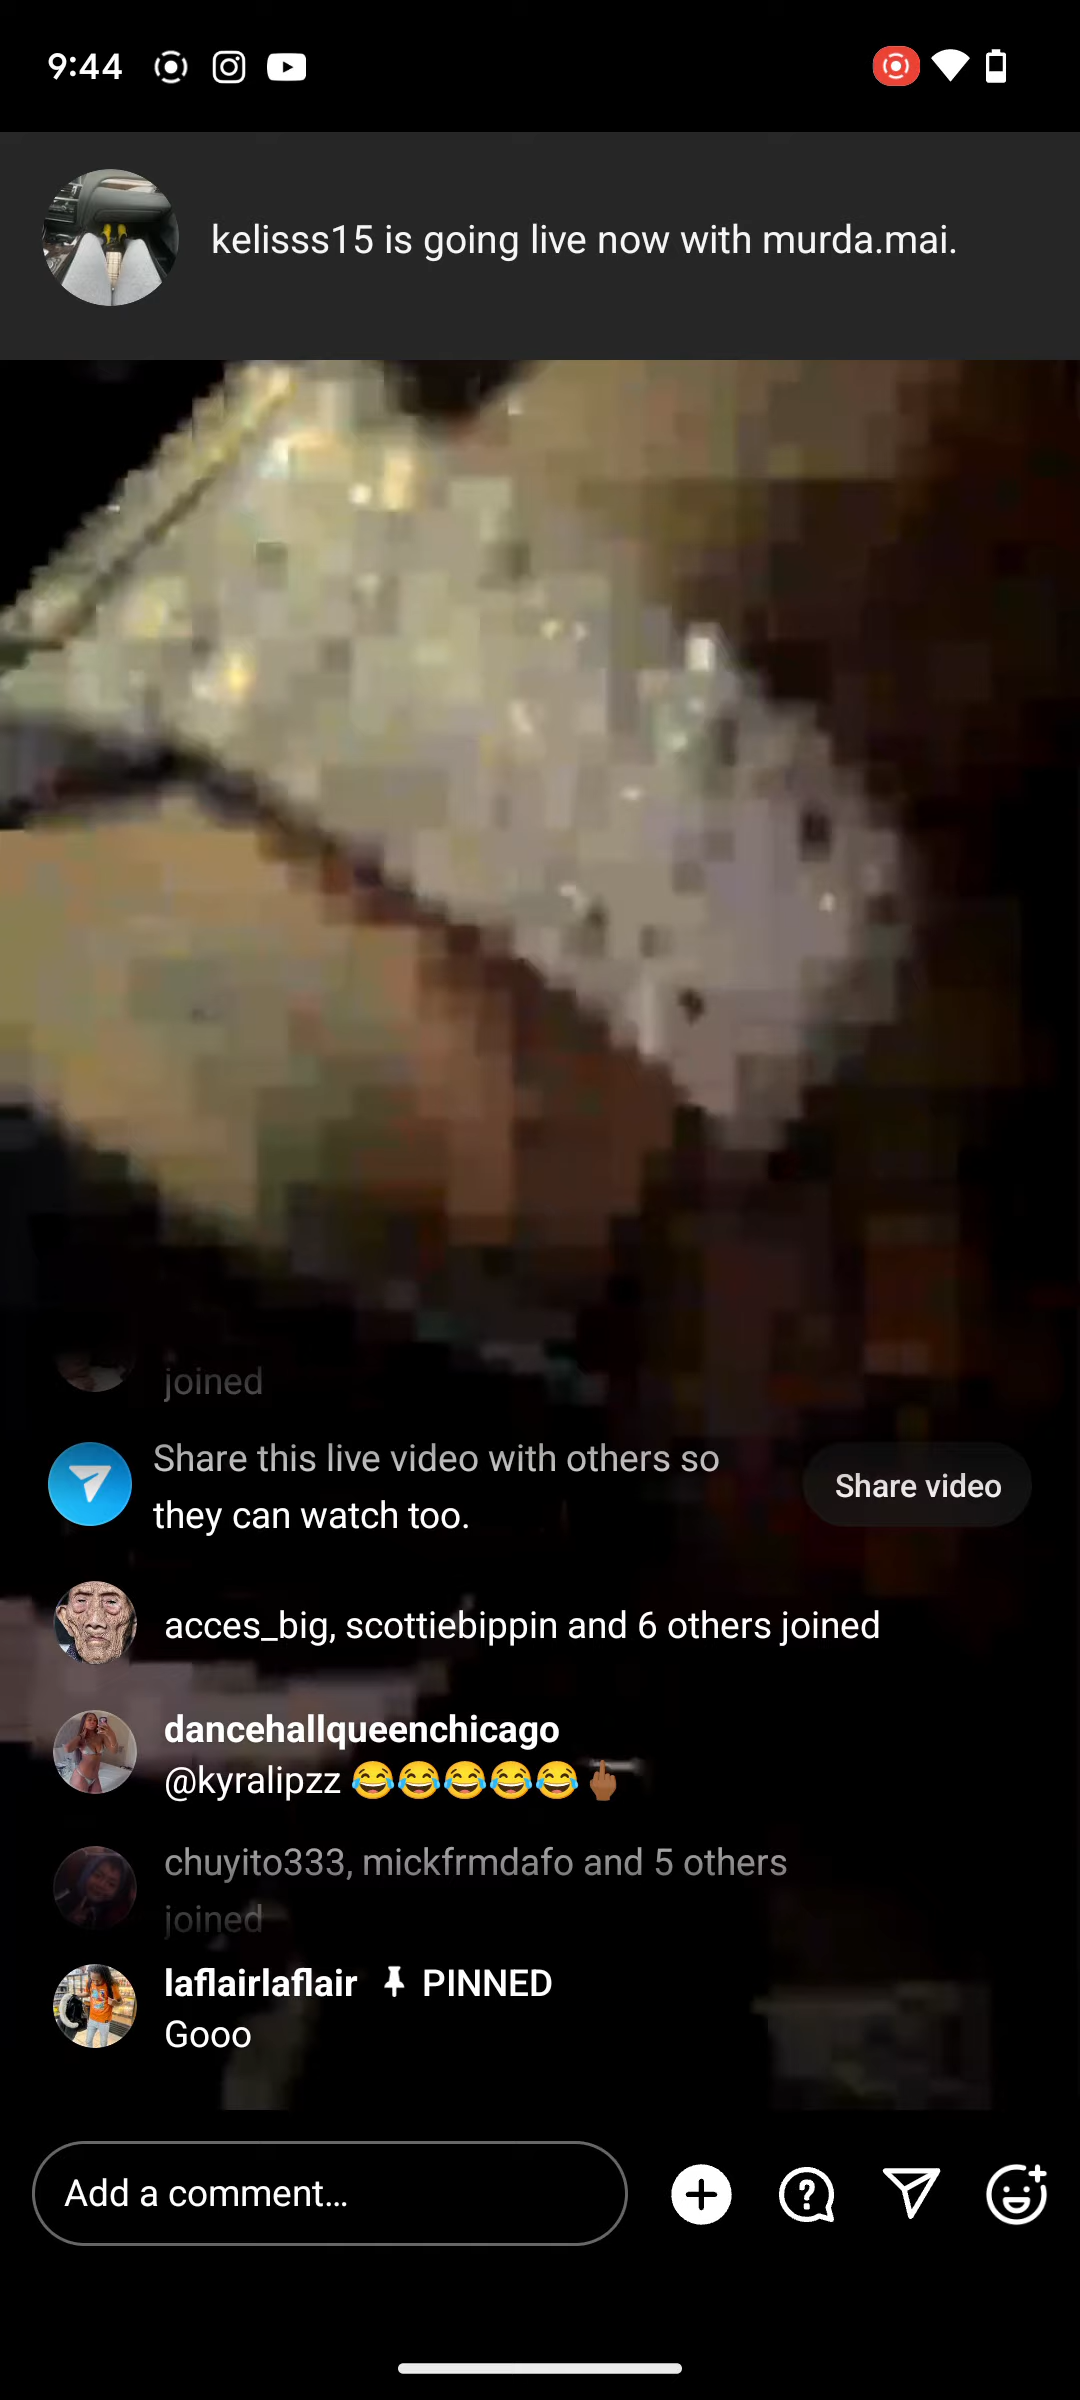 9:44
kelisss15 is going live now with murda.mai.
joined
Share this live video with others so
they can watch too.
Share video
acces_big, scottiebippin and 6 others joined
dancehallqueenchicago
@kyralipzz 😂😂😂😂😂🖕🏾
chuyito333, mickfrmdafo and 5 others
joined
laflairlaflair 📌 PINNED
Gooo
Add a comment...